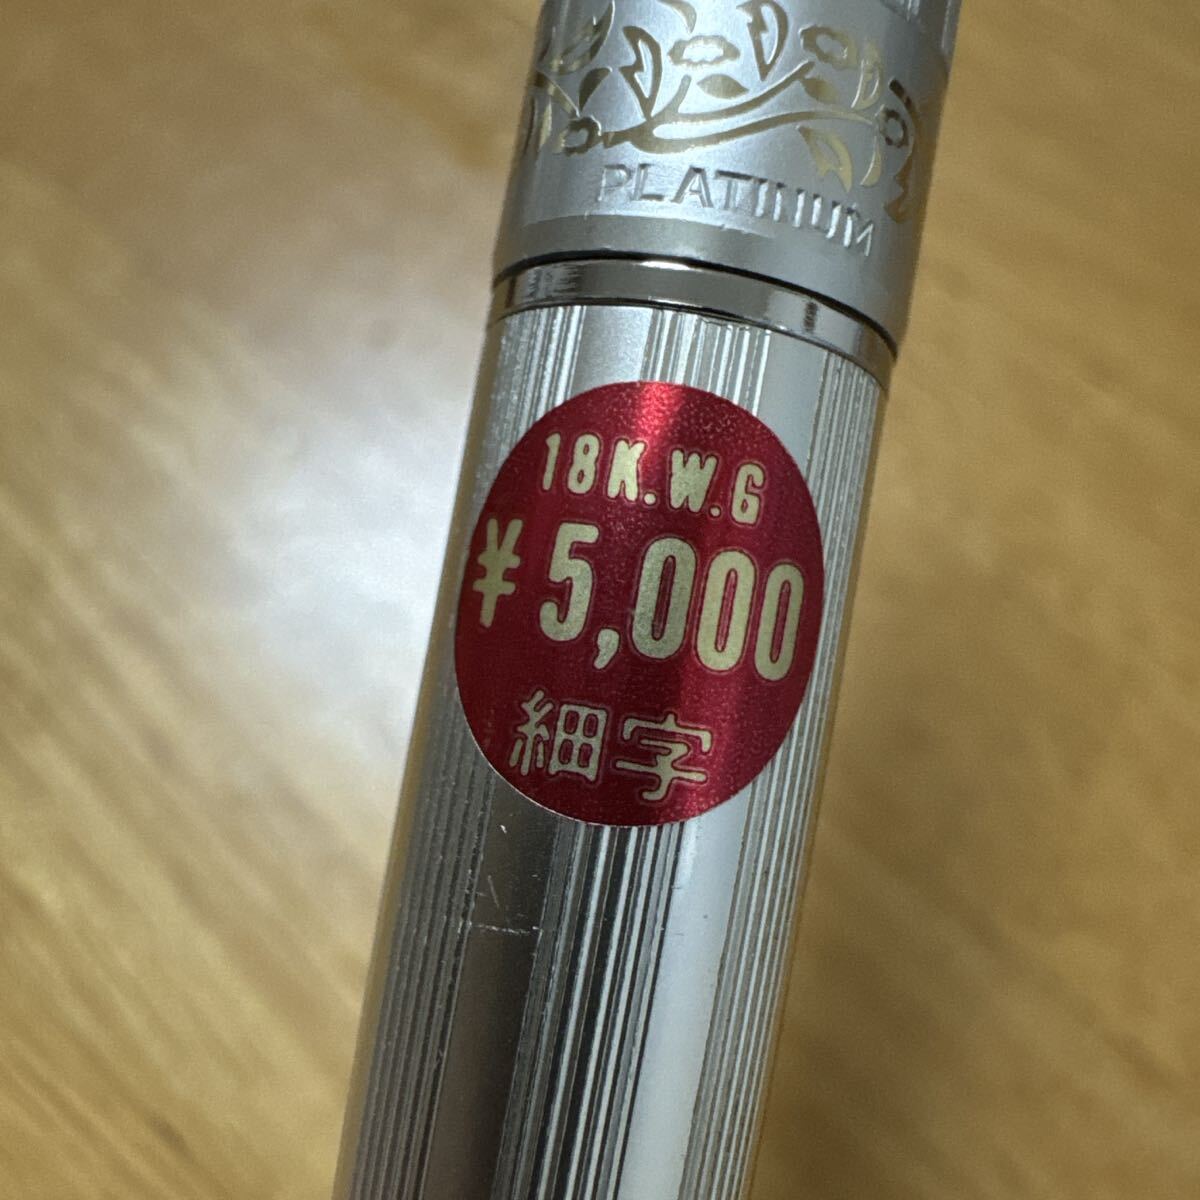 PLATINUM
18K.W.G
¥5,000
細字